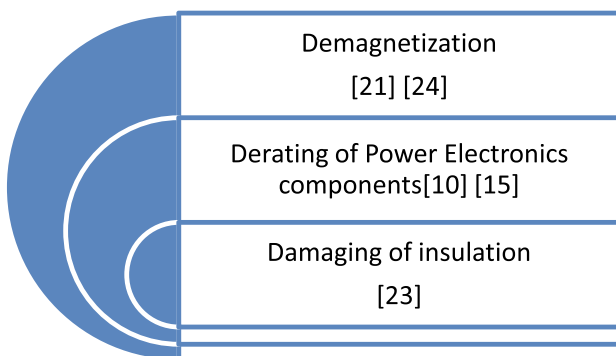 Demagnetization
[21] [24]
Derating of Power Electronics
components[10] [15]
Damaging of insulation
[23]